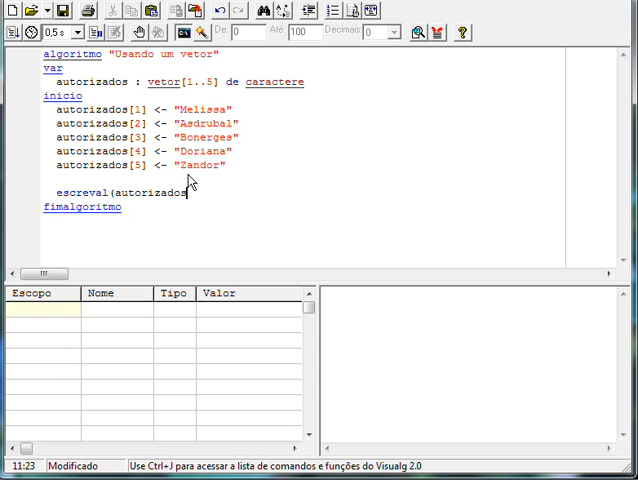 0,5 s De: 0 Até: 100 Decimais: 0
algoritmo "Usando um vetor"
var
autorizados : vetor[1..5] de caractere
inicio
autorizados[1] <- "Melissa"
autorizados[2] <- "Asdrubal"
autorizados[3] <- "Bonerges"
autorizados[4] <- "Doriana"
autorizados[5] <- "Zandor"
escreval(autorizados
fimalgoritmo
Escopo Nome Tipo Valor
11:23 Modificado Use Ctrl+J para acessar a lista de comandos e funções do Visualg 2.0